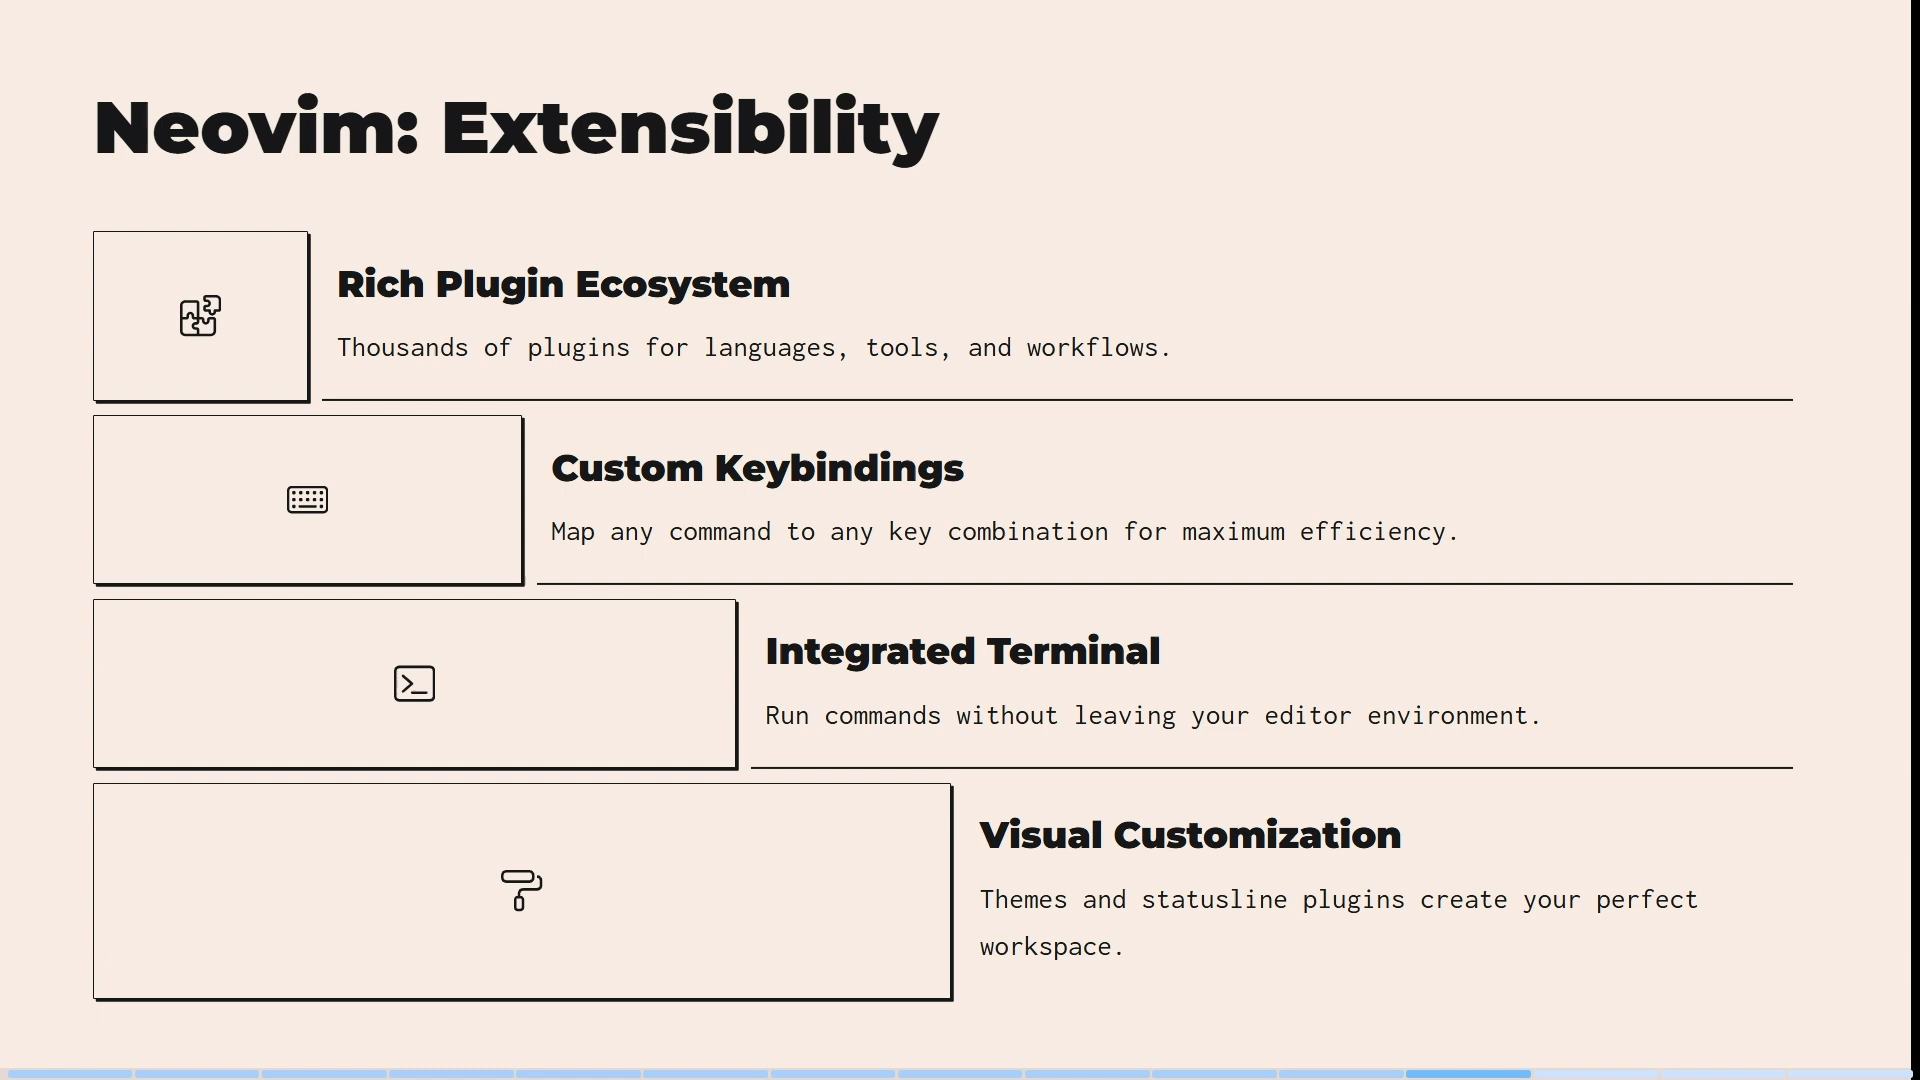 Neovim: Extensibility
Rich Plugin Ecosystem
Thousands of plugins for languages, tools, and workflows.
Custom Keybindings
Map any command to any key combination for maximum efficiency.
Integrated Terminal
Run commands without leaving your editor environment.
Visual Customization
Themes and statusline plugins create your perfect
workspace.